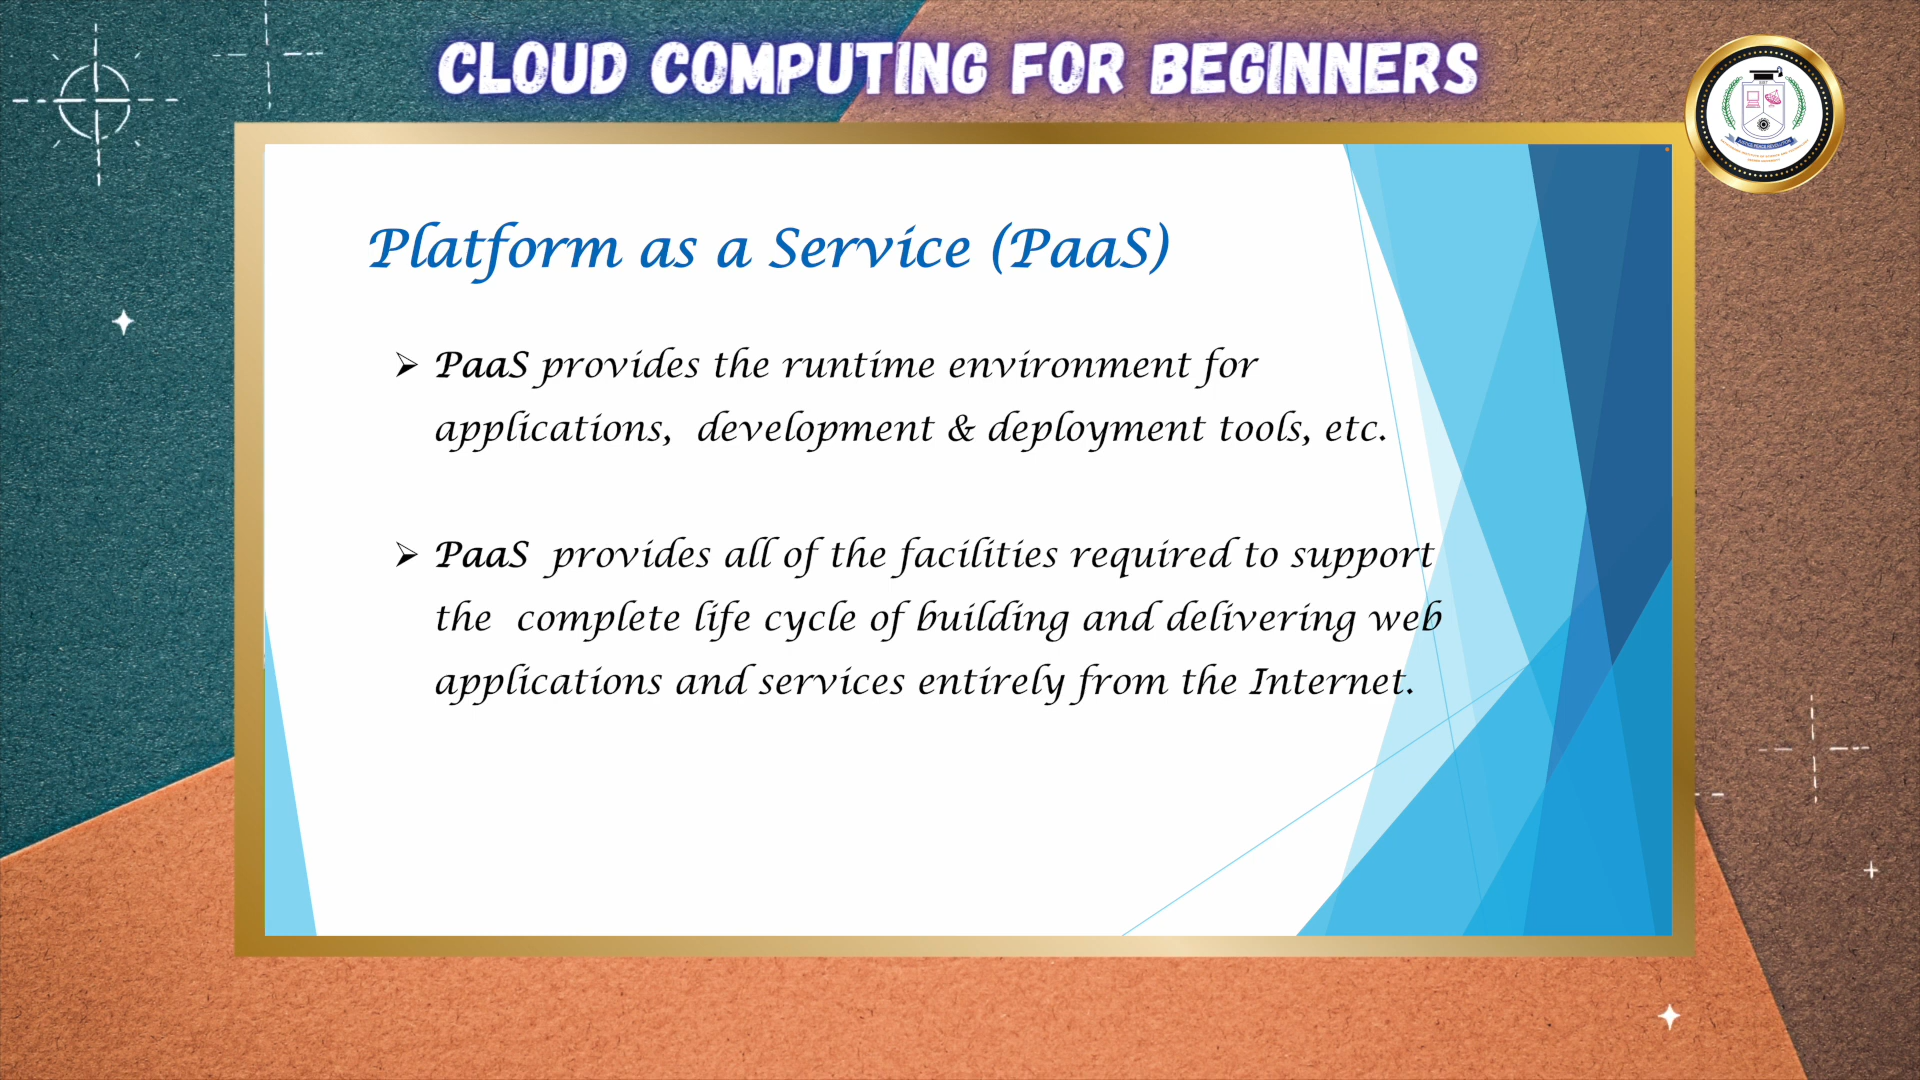 CLOUD COMPUTING FOR BEGINNERS
Platform as a Service (PaaS)
➢ PaaS provides the runtime environment for
applications, development & deployment tools, etc.
➢ PaaS provides all of the facilities required to support
the complete life cycle of building and delivering web
applications and services entirely from the Internet.